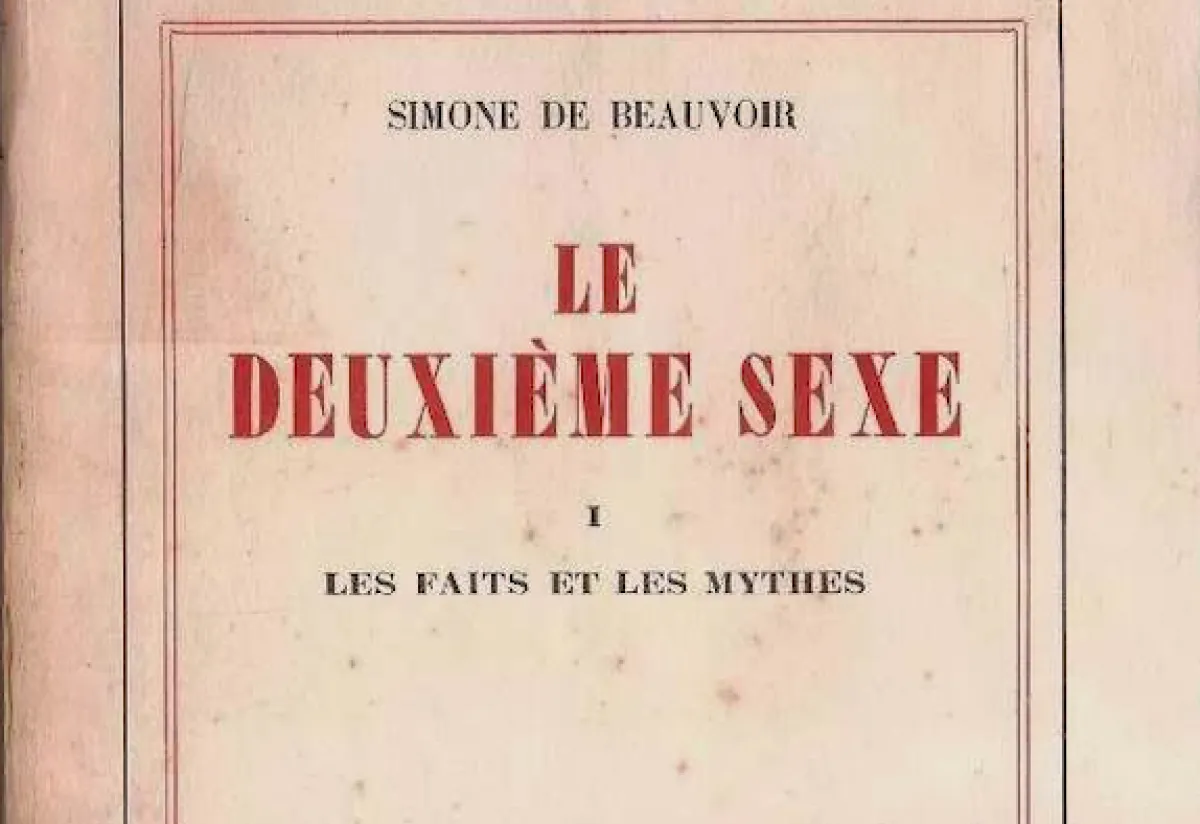 SIMONE DE BEAUVOIR
LE
DEUXIÈME SEXE
I
LES FAITS ET LES MYTHES